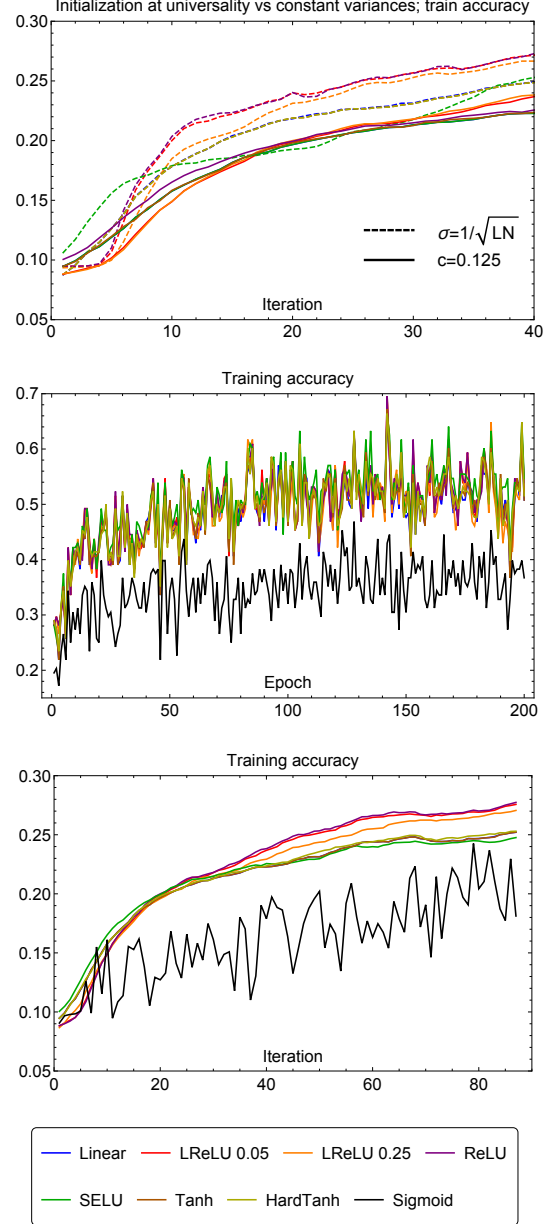 Initialization at universality vs constant variances; train accuracy
0.30
0.25
0.20
0.15
0.10
0.05
σ=1/√LN
c=0.125
Iteration
0 10 20 30 40
Training accuracy
0.7
0.6
0.5
0.4
0.3
0.2
Epoch
0 50 100 150 200
Training accuracy
0.30
0.25
0.20
0.15
0.10
0.05
Iteration
0 20 40 60 80
Linear LReLU 0.05 LReLU 0.25 ReLU
SELU Tanh HardTanh Sigmoid